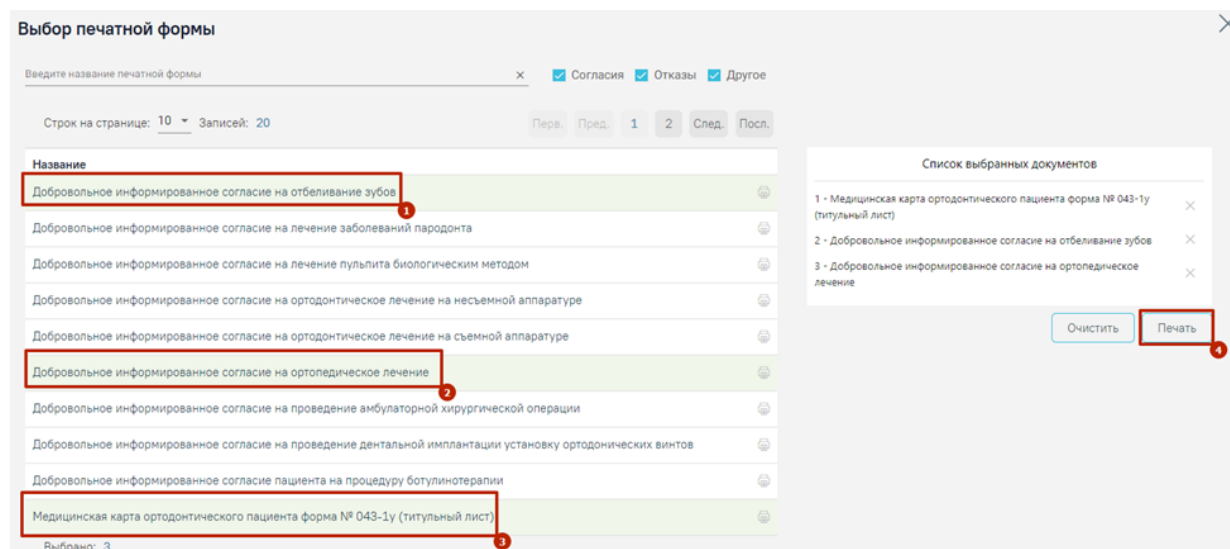 Выбор печатной формы
Введите название печатной формы
Согласия Отказы Другое
Строк на странице: 10 Записей: 20
Перв. Пред. 1 2 След. Посл.
Название
Добровольное информированное согласие на отбеливание зубов
1
Добровольное информированное согласие на лечение заболеваний пародонта
Добровольное информированное согласие на лечение пульпита биологическим методом
Добровольное информированное согласие на ортодонтическое лечение на несъемной аппаратуре
Добровольное информированное согласие на ортодонтическое лечение на съемной аппаратуре
Добровольное информированное согласие на ортопедическое лечение
2
Добровольное информированное согласие на проведение амбулаторной хирургической операции
Добровольное информированное согласие на проведение дентальной имплантации установку ортодонических винтов
Добровольное информированное согласие пациента на процедуру ботулинотерапии
Медицинская карта ортодонтического пациента форма № 043-1у (титульный лист)
3
Выбрано: 3
Список выбранных документов
1 - Медицинская карта ортодонтического пациента форма № 043-1у
(титульный лист)
2 - Добровольное информированное согласие на отбеливание зубов
3 - Добровольное информированное согласие на ортопедическое
лечение
Очистить Печать
4